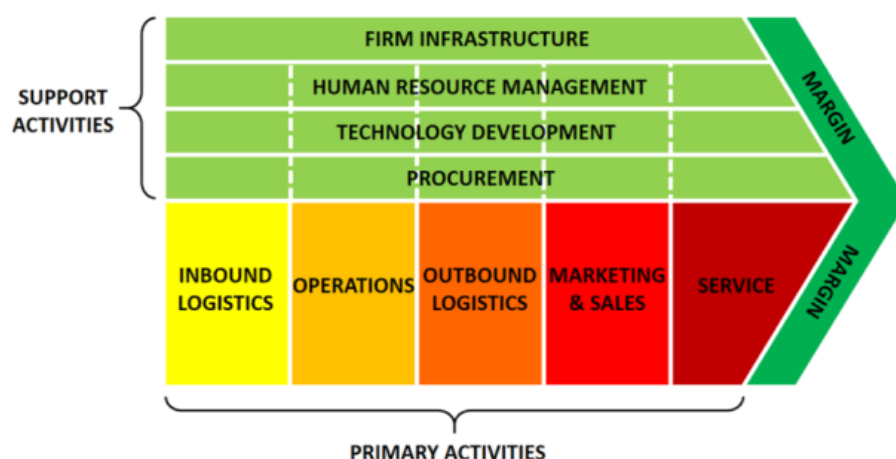 FIRM INFRASTRUCTURE
HUMAN RESOURCE MANAGEMENT
TECHNOLOGY DEVELOPMENT
PROCUREMENT
SUPPORT
ACTIVITIES
MARGIN
INBOUND
LOGISTICS
OPERATIONS
OUTBOUND
LOGISTICS
MARKETING
& SALES
SERVICE
MARGIN
PRIMARY ACTIVITIES